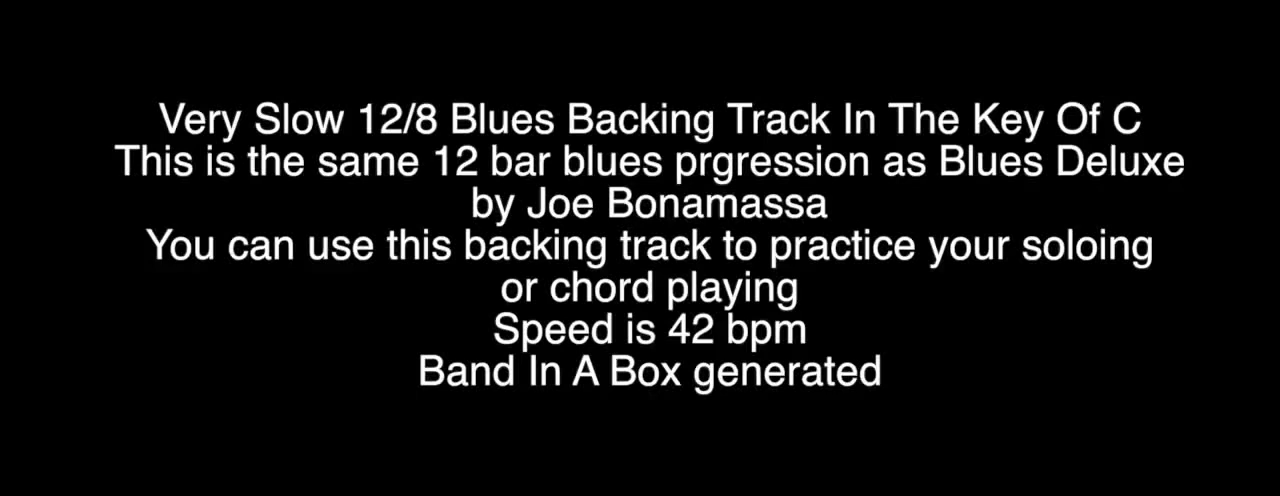 Very Slow 12/8 Blues Backing Track In The Key Of C
This is the same 12 bar blues prgression as Blues Deluxe
by Joe Bonamassa
You can use this backing track to practice your soloing
or chord playing
Speed is 42 bpm
Band In A Box generated